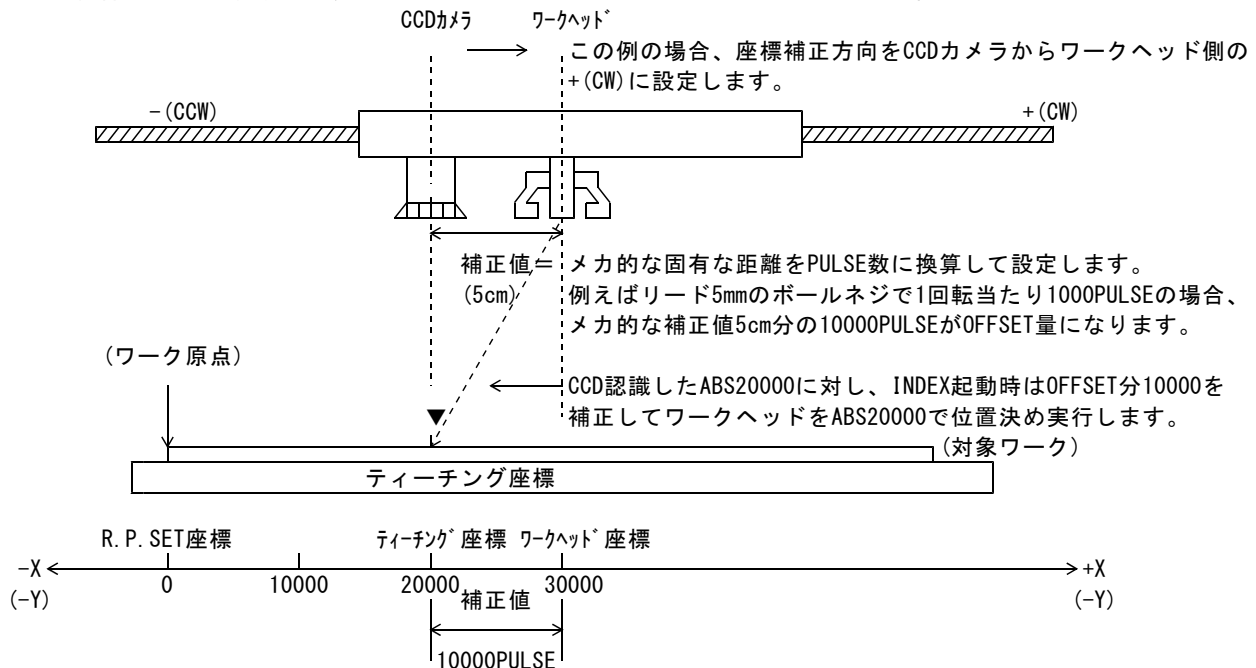 CCDカメラ ワークヘッド
この例の場合、座標補正方向をCCDカメラからワークヘッド側の
+(CW)に設定します。
-(CCW) +(CW)
補正値= メカ的な固有な距離をPULSE数に換算して設定します。
(5cm) 例えばリード5mmのボールネジで1回転当たり1000PULSEの場合、
メカ的な補正値5cm分の10000PULSEがOFFSET量になります。
(ワーク原点)
CCD認識したABS20000に対し、INDEX起動時はOFFSET分10000を
補正してワークヘッドをABS20000で位置決め実行します。
(対象ワーク)
ティーチング座標
R.P.SET座標 ティーチング座標 ワークヘッド座標
-X +X
0 10000 20000 30000
(-Y) 補正値 (-Y)
10000PULSE